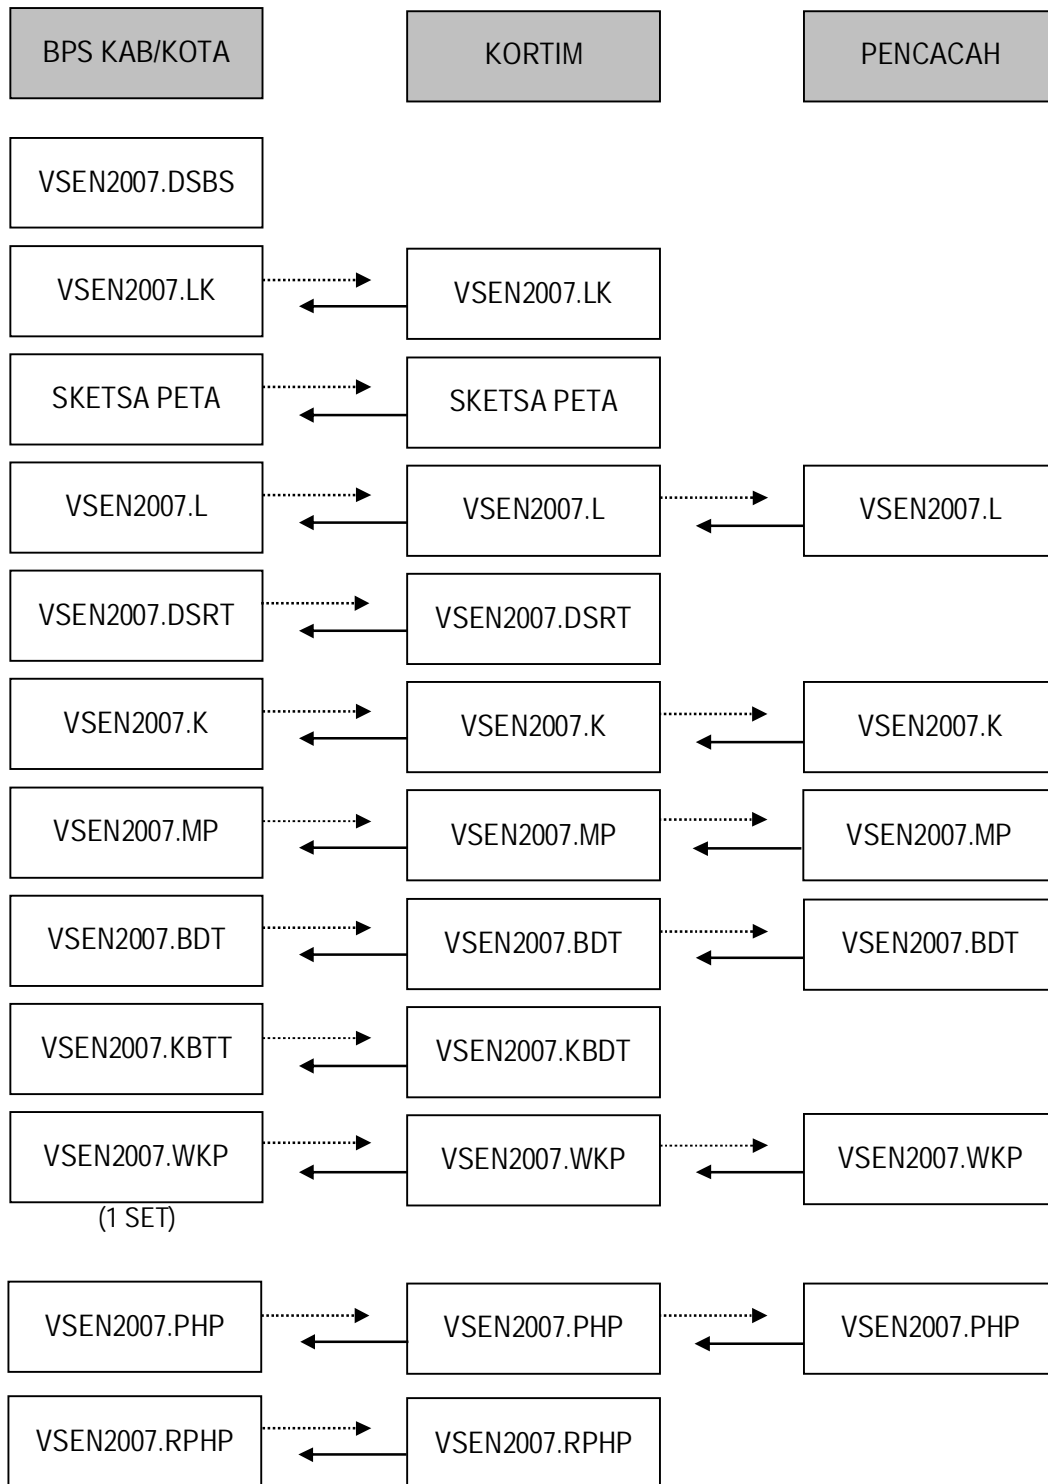 BPS KAB/KOTA KORTIM PENCACAH
VSEN2007.DSBS
VSEN2007.LK VSEN2007.LK
SKETSA PETA SKETSA PETA
VSEN2007.L VSEN2007.L VSEN2007.L
VSEN2007.DSRT VSEN2007.DSRT
VSEN2007.K VSEN2007.K VSEN2007.K
VSEN2007.MP VSEN2007.MP VSEN2007.MP
VSEN2007.BDT VSEN2007.BDT VSEN2007.BDT
VSEN2007.KBTT VSEN2007.KBDT
VSEN2007.WKP VSEN2007.WKP VSEN2007.WKP
(1 SET)
VSEN2007.PHP VSEN2007.PHP VSEN2007.PHP
VSEN2007.RPHP VSEN2007.RPHP